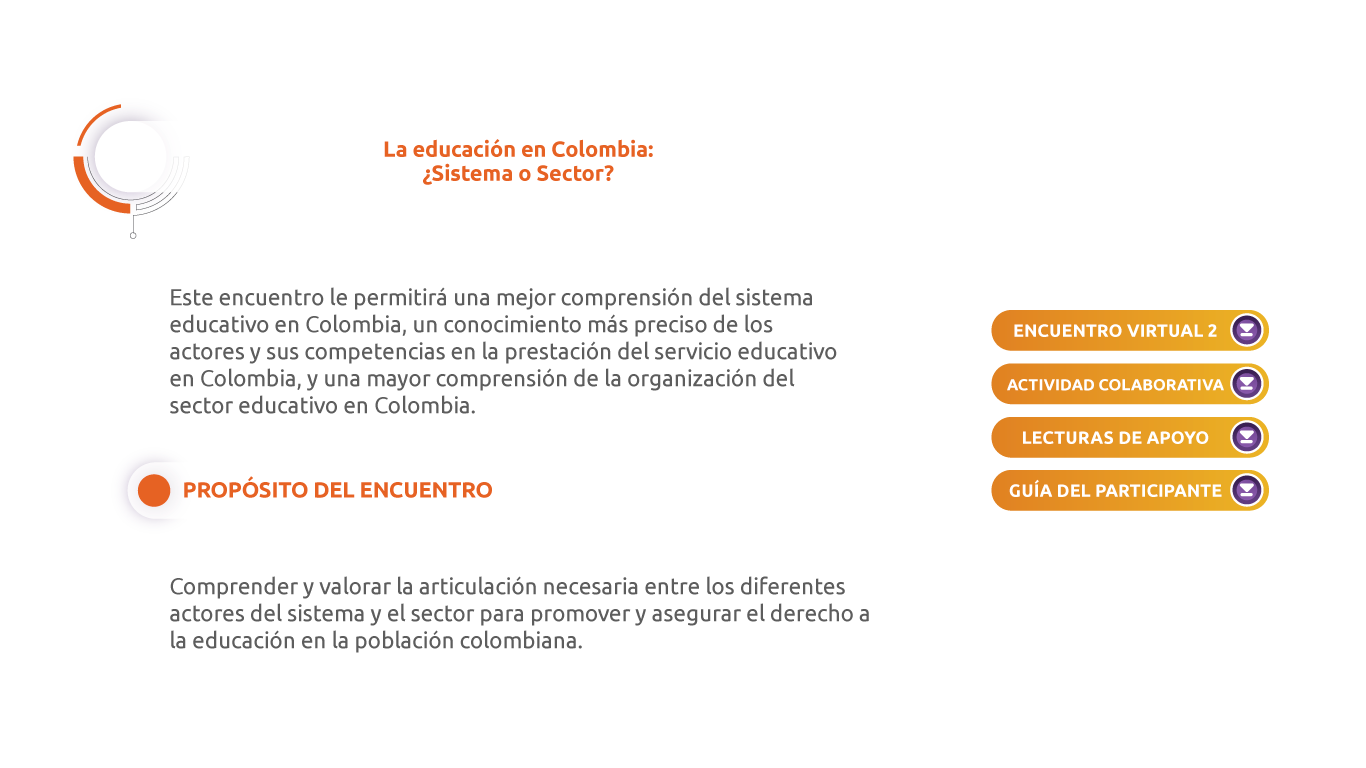 La educación en Colombia:
¿Sistema o Sector?
Este encuentro le permitirá una mejor comprensión del sistema
educativo en Colombia, un conocimiento más preciso de los
actores y sus competencias en la prestación del servicio educativo
en Colombia, y una mayor comprensión de la organización del
sector educativo en Colombia.
PROPÓSITO DEL ENCUENTRO
Comprender y valorar la articulación necesaria entre los diferentes
actores del sistema y el sector para promover y asegurar el derecho a
la educación en la población colombiana.
ENCUENTRO VIRTUAL 2
ACTIVIDAD COLABORATIVA
LECTURAS DE APOYO
GUÍA DEL PARTICIPANTE